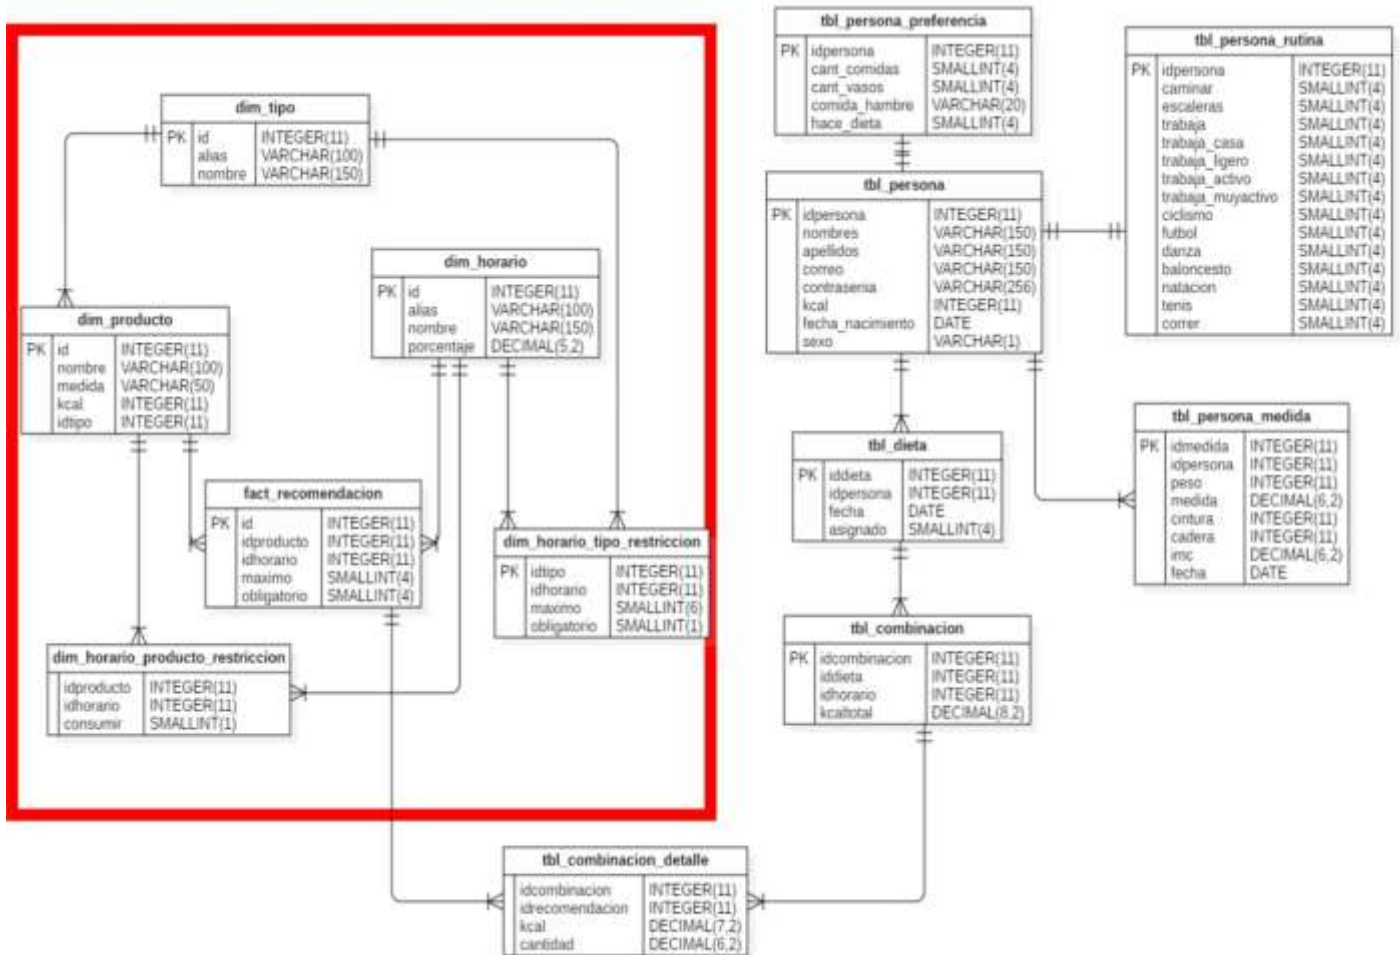 tbl_persona_preferencia
PK idpersona INTEGER(11)
cant_comidas SMALLINT(4)
cant_vasos SMALLINT(4)
comida_hambre VARCHAR(20)
hace_dieta SMALLINT(4)
tbl_persona_rutina
PK idpersona INTEGER(11)
caminar SMALLINT(4)
escaleras SMALLINT(4)
trabaja SMALLINT(4)
trabaja_casa SMALLINT(4)
trabaja_ligero SMALLINT(4)
trabaja_activo SMALLINT(4)
trabaja_muyactivo SMALLINT(4)
ciclismo SMALLINT(4)
futbol SMALLINT(4)
danza SMALLINT(4)
baloncesto SMALLINT(4)
natacion SMALLINT(4)
tenis SMALLINT(4)
correr SMALLINT(4)
dim_tipo
PK id INTEGER(11)
alias VARCHAR(100)
nombre VARCHAR(150)
tbl_persona
PK idpersona INTEGER(11)
nombres VARCHAR(150)
apellidos VARCHAR(150)
correo VARCHAR(150)
contrasenia VARCHAR(256)
kcal INTEGER(11)
fecha_nacimiento DATE
sexo VARCHAR(1)
dim_horario
PK id INTEGER(11)
alias VARCHAR(100)
nombre VARCHAR(150)
porcentaje DECIMAL(5,2)
dim_producto
PK id INTEGER(11)
nombre VARCHAR(100)
medida VARCHAR(50)
kcal INTEGER(11)
idtipo INTEGER(11)
tbl_persona_medida
PK idmedida INTEGER(11)
idpersona INTEGER(11)
peso INTEGER(11)
medida DECIMAL(6,2)
cintura INTEGER(11)
cadera INTEGER(11)
imc DECIMAL(6,2)
fecha DATE
tbl_dieta
PK iddieta INTEGER(11)
idpersona INTEGER(11)
fecha DATE
asignado SMALLINT(4)
fact_recomendacion
PK id INTEGER(11)
idproducto INTEGER(11)
idhorario INTEGER(11)
maximo SMALLINT(4)
obligatorio SMALLINT(4)
dim_horario_tipo_restriccion
PK idtipo INTEGER(11)
idhorario INTEGER(11)
maximo SMALLINT(6)
obligatorio SMALLINT(1)
tbl_combinacion
PK idcombinacion INTEGER(11)
iddieta INTEGER(11)
idhorario INTEGER(11)
kcaltotal DECIMAL(8,2)
dim_horario_producto_restriccion
idproducto INTEGER(11)
idhorario INTEGER(11)
consumir SMALLINT(1)
tbl_combinacion_detalle
idcombinacion INTEGER(11)
idrecomendacion INTEGER(11)
kcal DECIMAL(7,2)
cantidad DECIMAL(6,2)